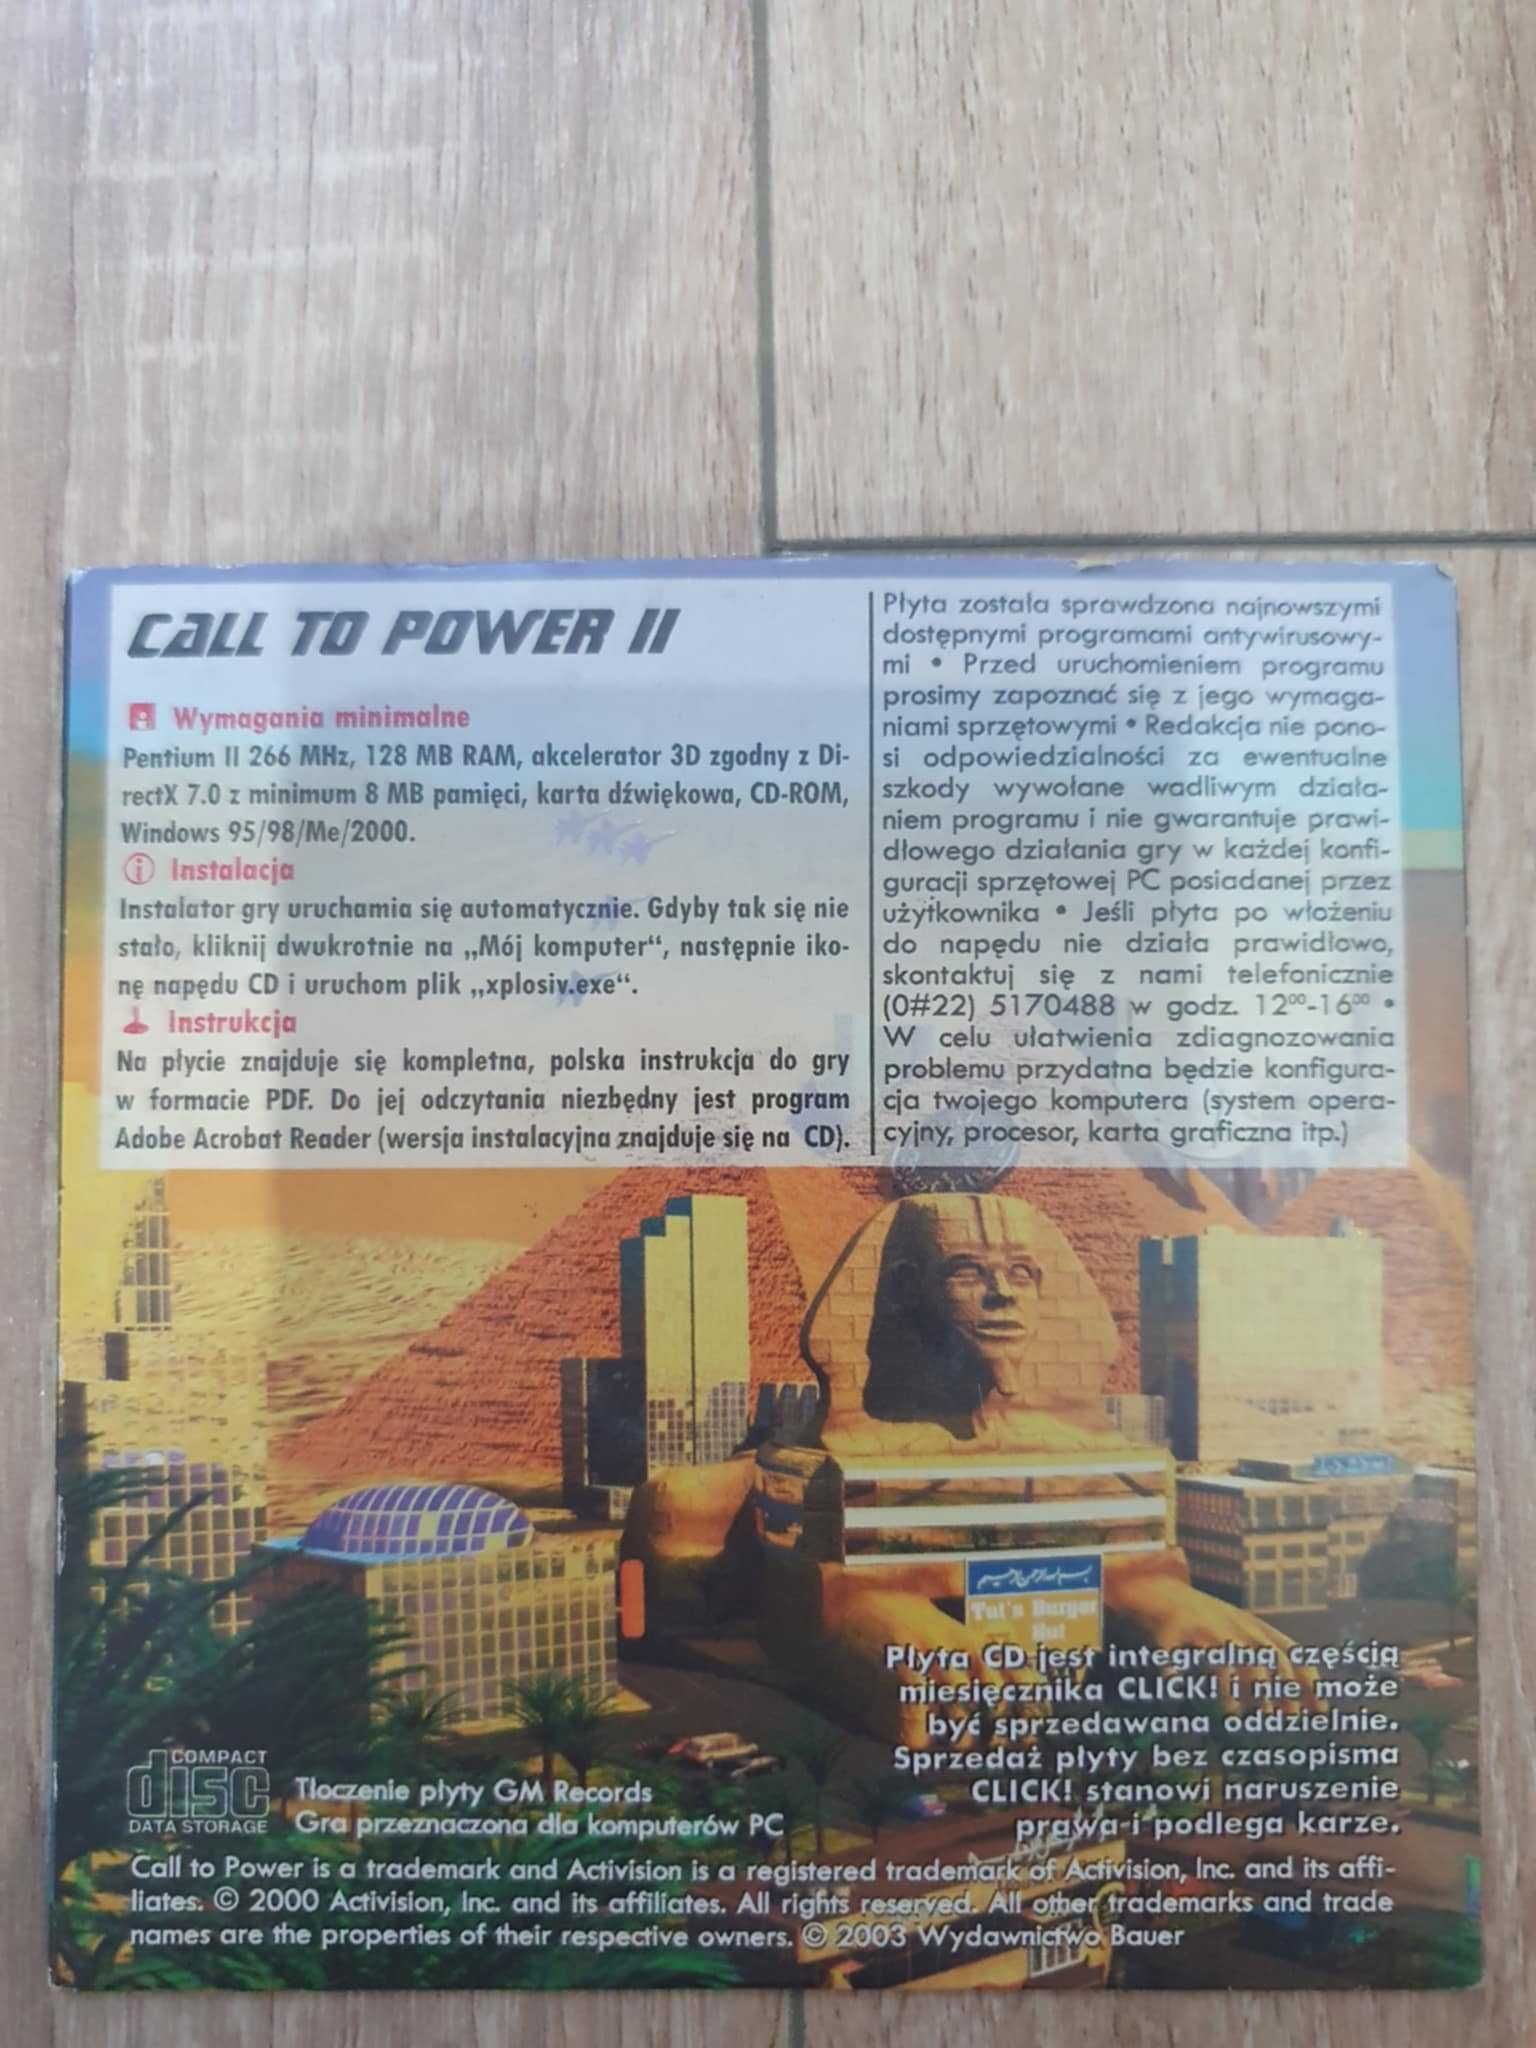 CALL TO POWER II
Wymagania minimalne
Pentium II 266 MHz, 128 MB RAM, akcelerator 3D zgodny z Di-
rectX 7.0 z minimum 8 MB pamięci, karta dźwiękowa, CD-ROM,
Windows 95/98/Me/2000.
Instalacja
Instalator gry uruchamia się automatycznie. Gdyby tak się nie
stało, kliknij dwukrotnie na „Mój komputer“, następnie iko-
nę napędu CD i uruchom plik „xplosiv.exe“.
Instrukcja
Na płycie znajduje się kompletna, polska instrukcja do gry
w formacie PDF. Do jej odczytania niezbędny jest program
Adobe Acrobat Reader (wersja instalacyjna znajduje się na CD).
Płyta została sprawdzona najnowszymi
dostępnymi programami antywirusowy-
mi • Przed uruchomieniem programu
prosimy zapoznać się z jego wymaga-
niami sprzętowymi • Redakcja nie pono-
si odpowiedzialności za ewentualne
szkody wywołane wadliwym działa-
niem programu i nie gwarantuje prawi-
dłowego działania gry w każdej konfi-
guracji sprzętowej PC posiadanej przez
użytkownika • Jeśli płyta po włożeniu
do napędu nie działa prawidłowo,
skontaktuj się z nami telefonicznie
(0#22) 5170488 w godz. 12⁰⁰-16⁰⁰ •
W celu ułatwienia zdiagnozowania
problemu przydatna będzie konfigura-
cja twojego komputera (system opera-
cyjny, procesor, karta graficzna itp.)
Tut's Burger
Hut
Płyta CD jest integralną częścią
miesięcznika CLICK! i nie może
być sprzedawana oddzielnie.
Sprzedaż płyty bez czasopisma
CLICK! stanowi naruszenie
prawa i podlega karze.
COMPACT
disc
DATA STORAGE
Tłoczenie płyty GM Records
Gra przeznaczona dla komputerów PC
Call to Power is a trademark and Activision is a registered trademark of Activision, Inc. and its affi-
liates. © 2000 Activision, Inc. and its affiliates. All rights reserved. All other trademarks and trade
names are the properties of their respective owners. © 2003 Wydawnictwo Bauer